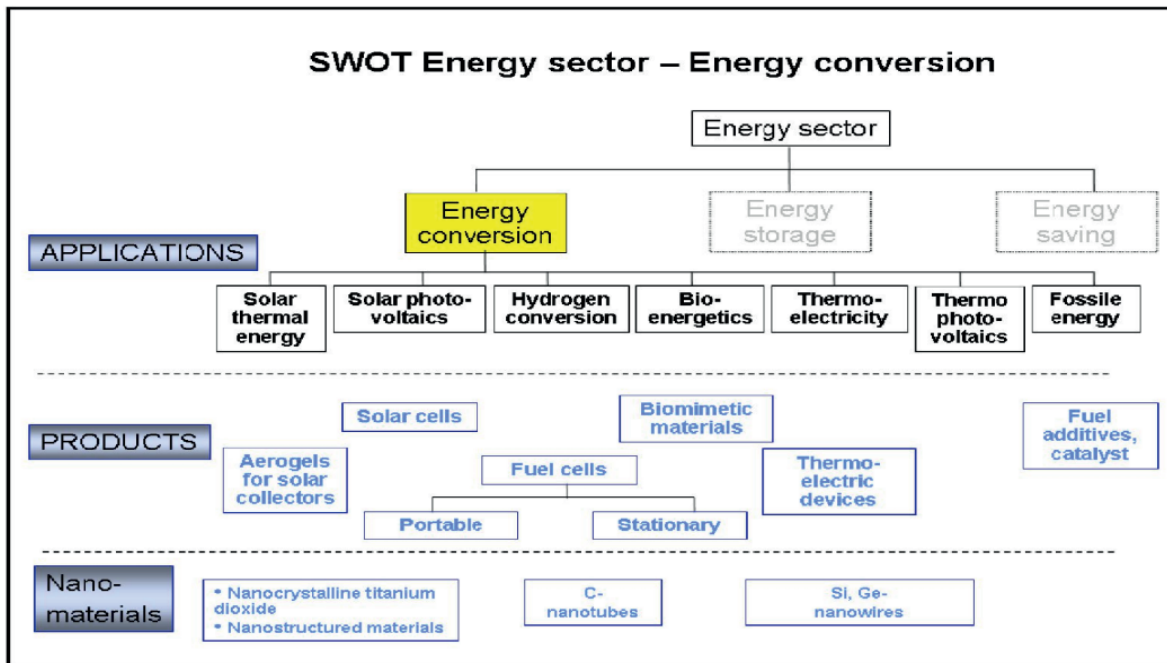 SWOT Energy sector – Energy conversion
Energy sector
Energy
conversion
Energy
storage
Energy
saving
APPLICATIONS
Solar
thermal
energy
Solar photo-
voltaics
Hydrogen
conversion
Bio-
energetics
Thermo-
electricity
Thermo
photo-
voltaics
Fossile
energy
PRODUCTS
Solar cells
Biomimetic
materials
Fuel
additives,
catalyst
Aerogels
for solar
collectors
Fuel cells
Thermo-
electric
devices
Portable
Stationary
Nano-
materials
• Nanocrystalline titanium
dioxide
• Nanostructured materials
C-
nanotubes
Si, Ge-
nanowires